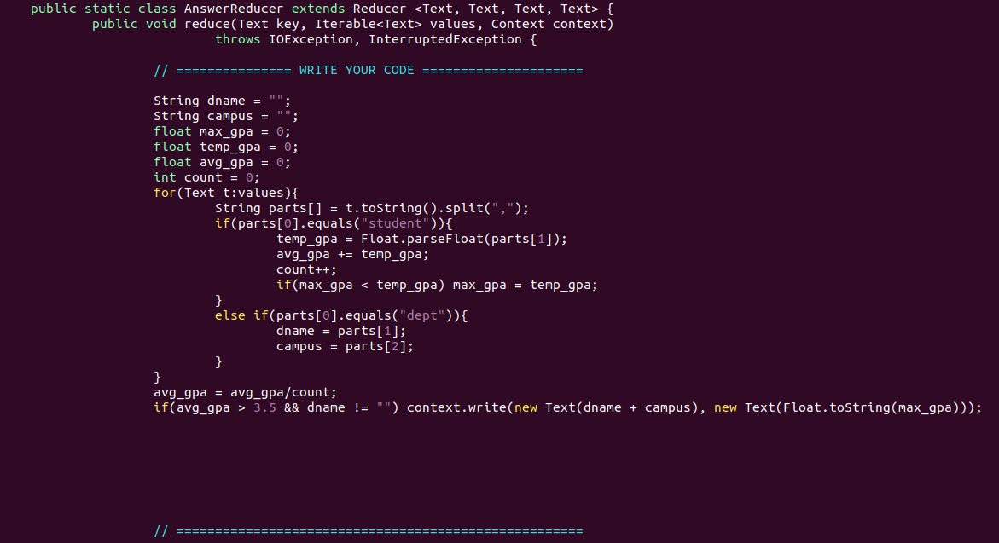 public static class AnswerReducer extends Reducer <Text, Text, Text, Text> {
public void reduce(Text key, Iterable<Text> values, Context context)
throws IOException, InterruptedException {
// =============== WRITE YOUR CODE =====================
String dname = "";
String campus = "";
float max_gpa = 0;
float temp_gpa = 0;
float avg_gpa = 0;
int count = 0;
for(Text t:values){
String parts[] = t.toString().split(",");
if(parts[0].equals("student")){
temp_gpa = Float.parseFloat(parts[1]);
avg_gpa += temp_gpa;
count++;
if(max_gpa < temp_gpa) max_gpa = temp_gpa;
}
else if(parts[0].equals("dept")){
dname = parts[1];
campus = parts[2];
}
}
avg_gpa = avg_gpa/count;
if(avg_gpa > 3.5 && dname != "") context.write(new Text(dname + campus), new Text(Float.toString(max_gpa)));
// =====================================================